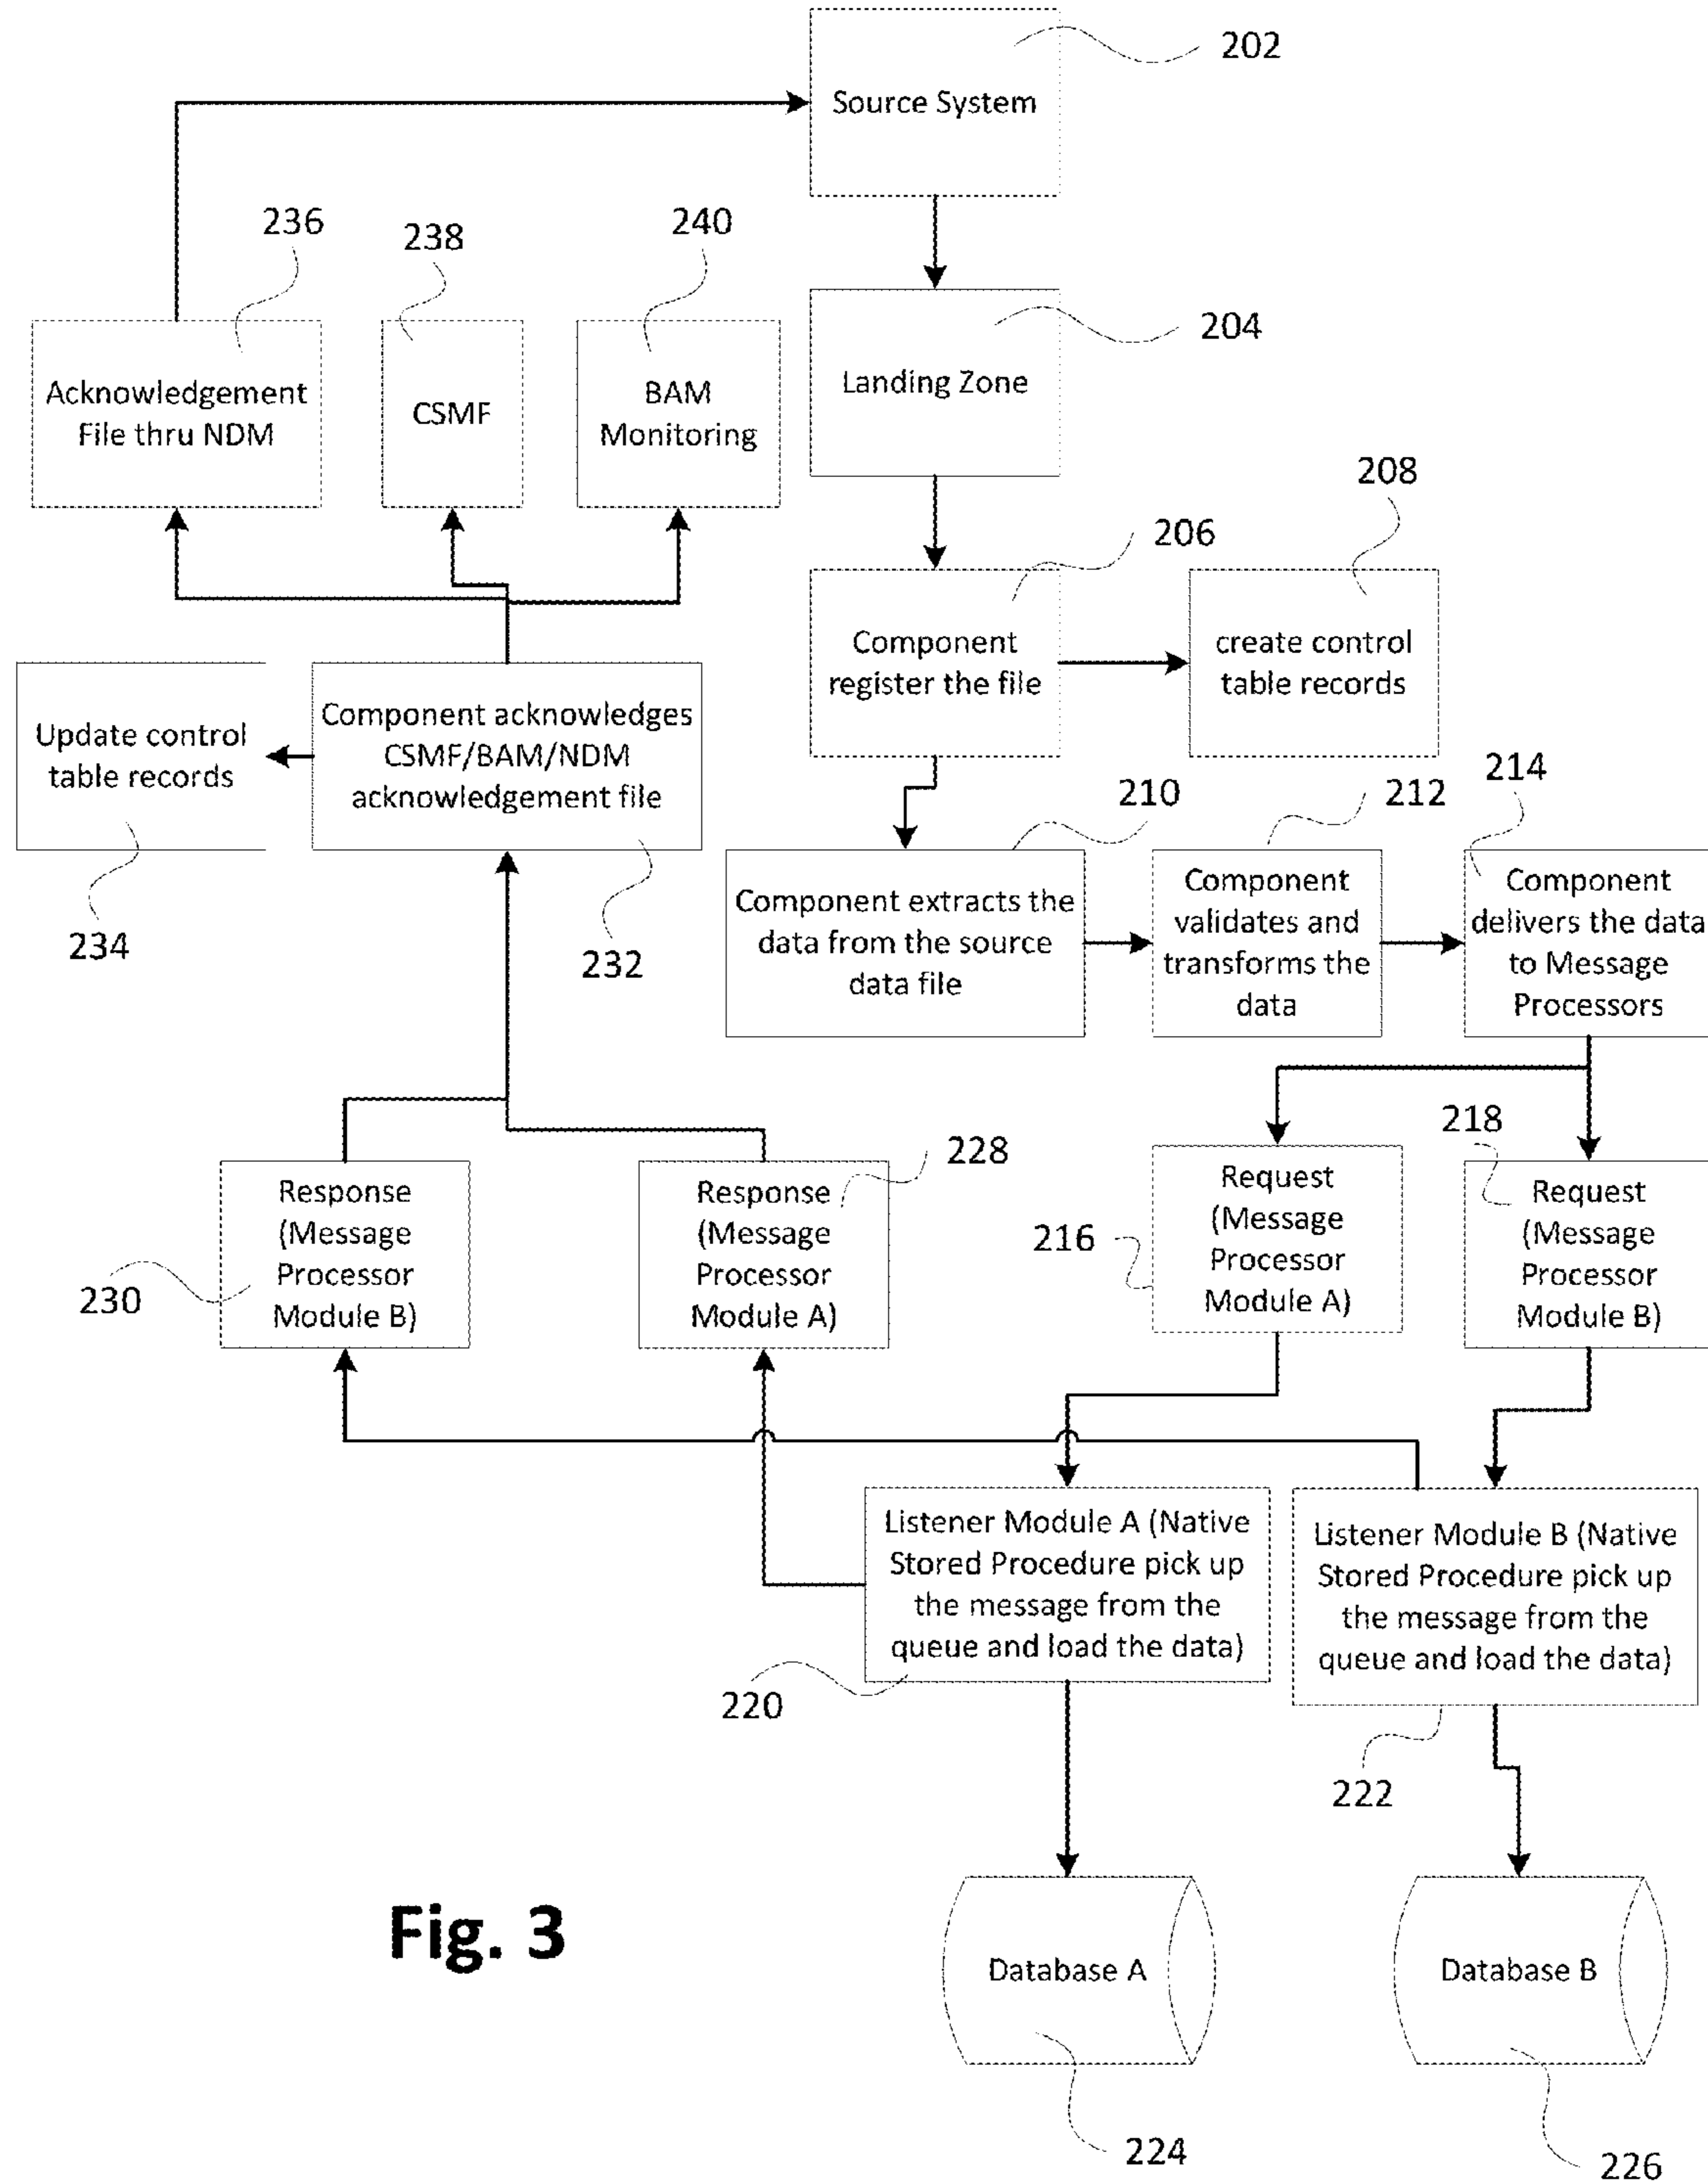 202
Source System
236
238
240
204
Landing Zone
Acknowledgement
File thru NDM
CSMF
BAM
Monitoring
208
206
Component
register the file
create control
table records
Update control
table records
Component acknowledges
CSMF/BAM/NDM
acknowledgement file
234
232
210
212
214
Component extracts the
data from the source
data file
Component
validates and
transforms the
data
Component
delivers the data
to Message
Processors
218
228
230
Response
(Message
Processor
Module B)
Response
(Message
Processor
Module A)
216
Request
(Message
Processor
Module A)
Request
(Message
Processor
Module B)
Listener Module A (Native
Stored Procedure pick up
the message from the
queue and load the data)
220
Listener Module B (Native
Stored Procedure pick up
the message from the
queue and load the data)
222
Fig. 3
Database A
Database B
224
226